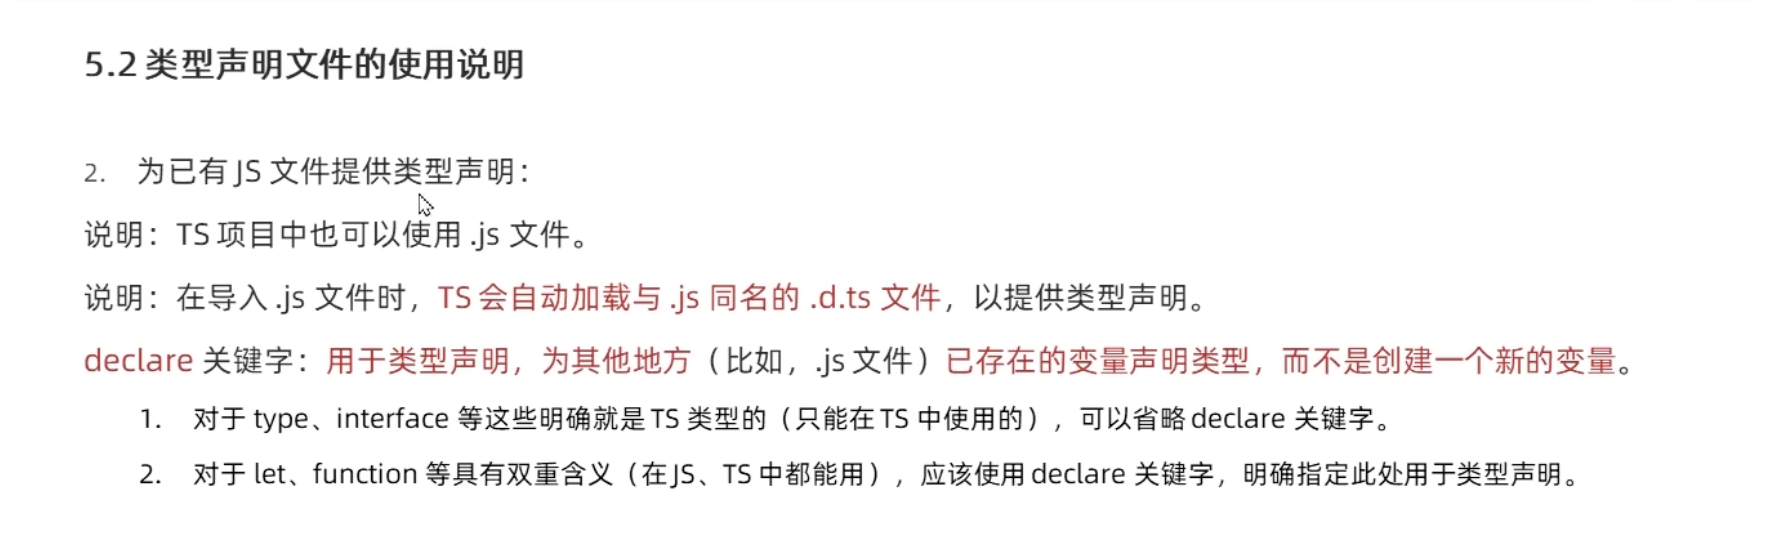 5.2 类型声明文件的使用说明
2. 为已有 JS 文件提供类型声明：
说明：TS 项目中也可以使用 .js 文件。
说明：在导入 .js 文件时，TS 会自动加载与 .js 同名的 .d.ts 文件，以提供类型声明。
declare 关键字：用于类型声明，为其他地方（比如，.js 文件）已存在的变量声明类型，而不是创建一个新的变量。
1. 对于 type、interface 等这些明确就是 TS 类型的（只能在 TS 中使用的），可以省略 declare 关键字。
2. 对于 let、function 等具有双重含义（在 JS、TS 中都能用），应该使用 declare 关键字，明确指定此处用于类型声明。